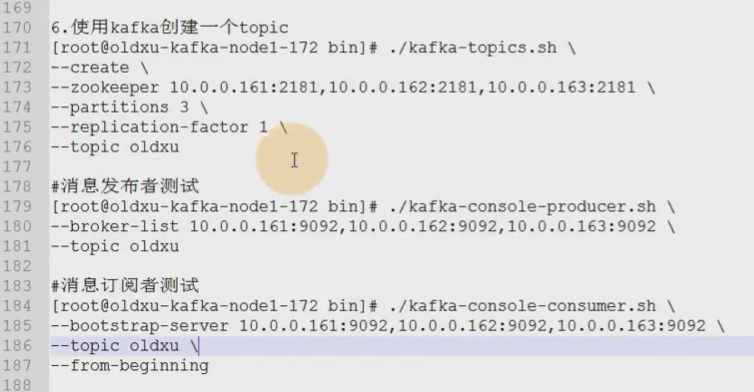 169
170 6.使用kafka创建一个topic
171 [root@oldxu-kafka-node1-172 bin]# ./kafka-topics.sh \
172 --create \
173 --zookeeper 10.0.0.161:2181,10.0.0.162:2181,10.0.0.163:2181 \
174 --partitions 3 \
175 --replication-factor 1 \
176 --topic oldxu
177
178 #消息发布者测试
179 [root@oldxu-kafka-node1-172 bin]# ./kafka-console-producer.sh \
180 --broker-list 10.0.0.161:9092,10.0.0.162:9092,10.0.0.163:9092 \
181 --topic oldxu
182
183 #消息订阅者测试
184 [root@oldxu-kafka-node1-172 bin]# ./kafka-console-consumer.sh \
185 --bootstrap-server 10.0.0.161:9092,10.0.0.162:9092,10.0.0.163:9092 \
186 --topic oldxu \
187 --from-beginning
188